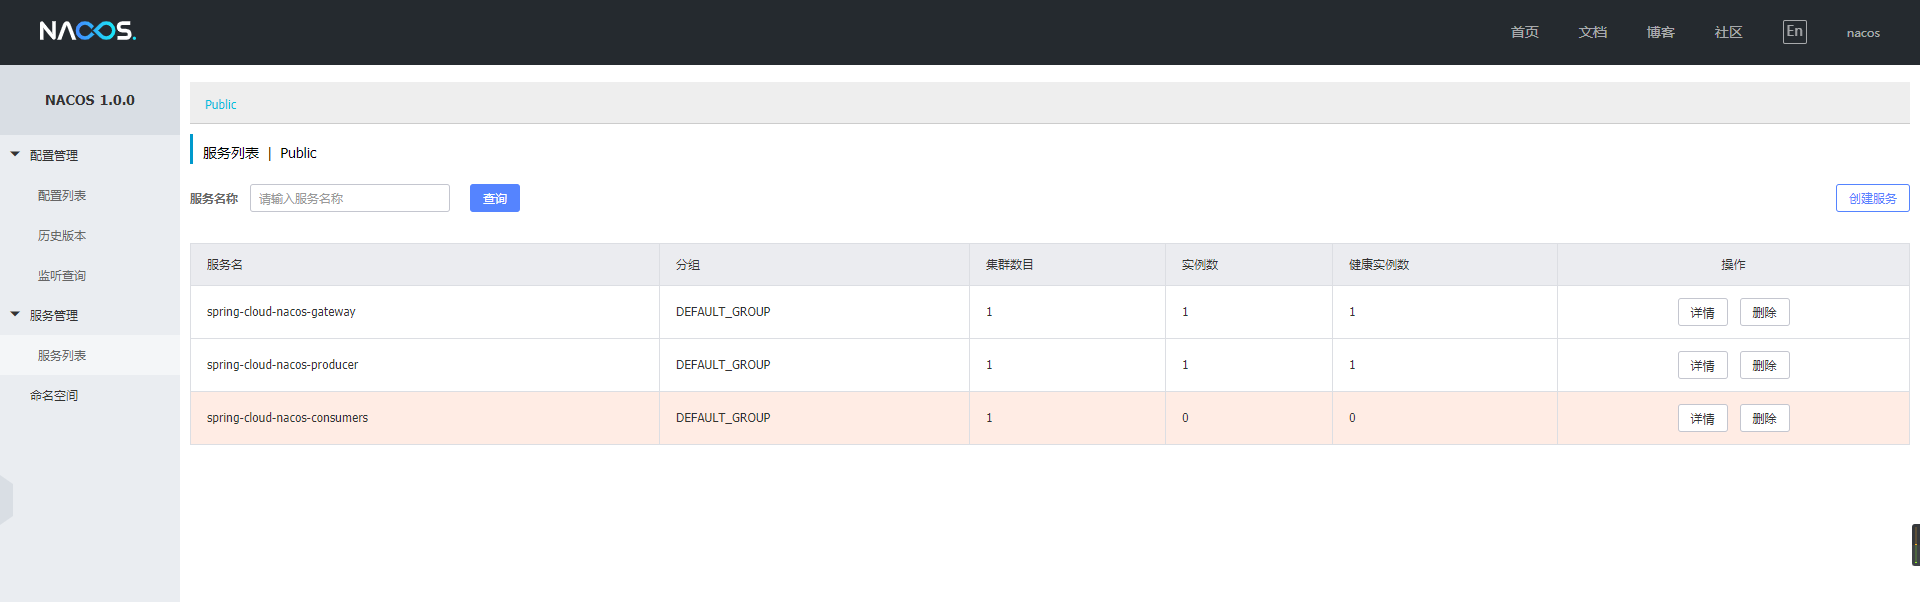 NACOS.
首页 文档 博客 社区 En nacos
NACOS 1.0.0
配置管理
配置列表
历史版本
监听查询
服务管理
服务列表
命名空间
Public
服务列表 | Public
服务名称 请输入服务名称 查询 创建服务
服务名 分组 集群数目 实例数 健康实例数 操作
spring-cloud-nacos-gateway DEFAULT_GROUP 1 1 1 详情 删除
spring-cloud-nacos-producer DEFAULT_GROUP 1 1 1 详情 删除
spring-cloud-nacos-consumers DEFAULT_GROUP 1 0 0 详情 删除